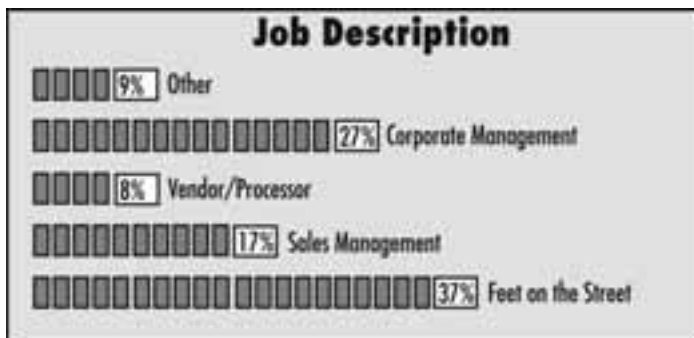 Job Description
9% Other
27% Corporate Management
8% Vendor/Processor
17% Sales Management
37% Feet on the Street